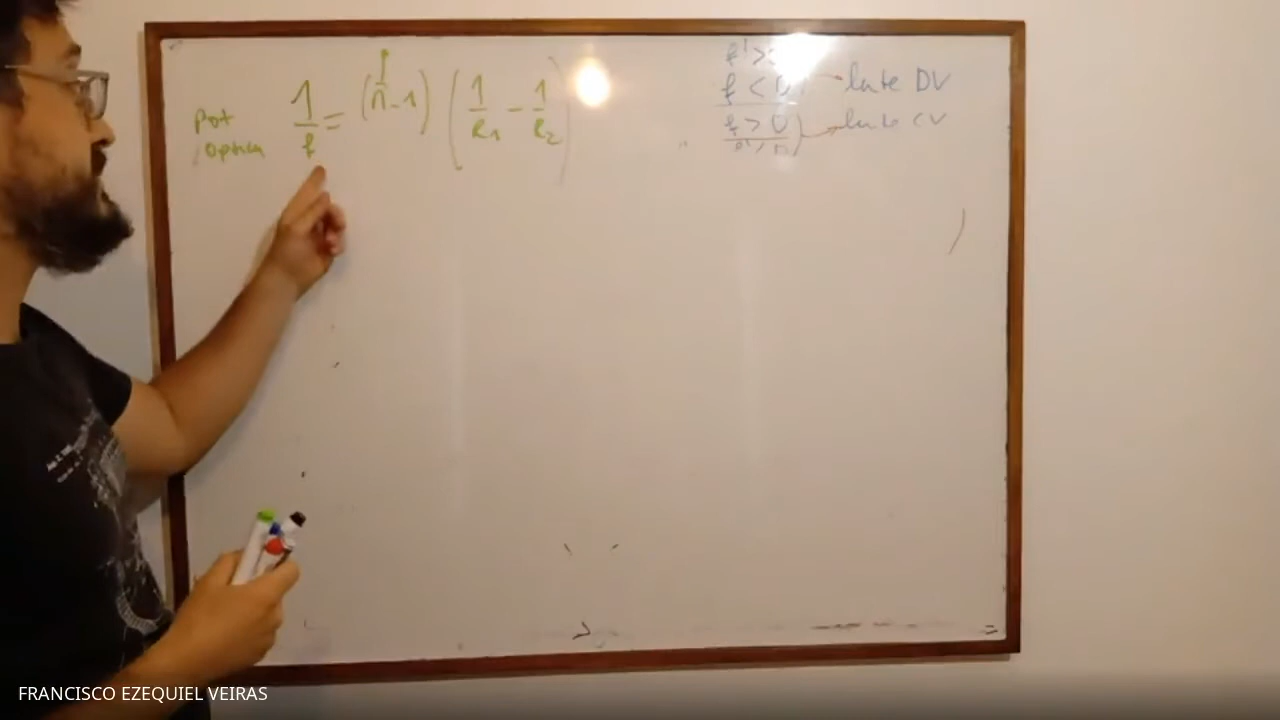 Pot
Optica
1/f = (n - 1) (1/R1 - 1/R2)
f' >
f < 0 lente DV
f > 0 lente CV
FRANCISCO EZEQUIEL VEIRAS